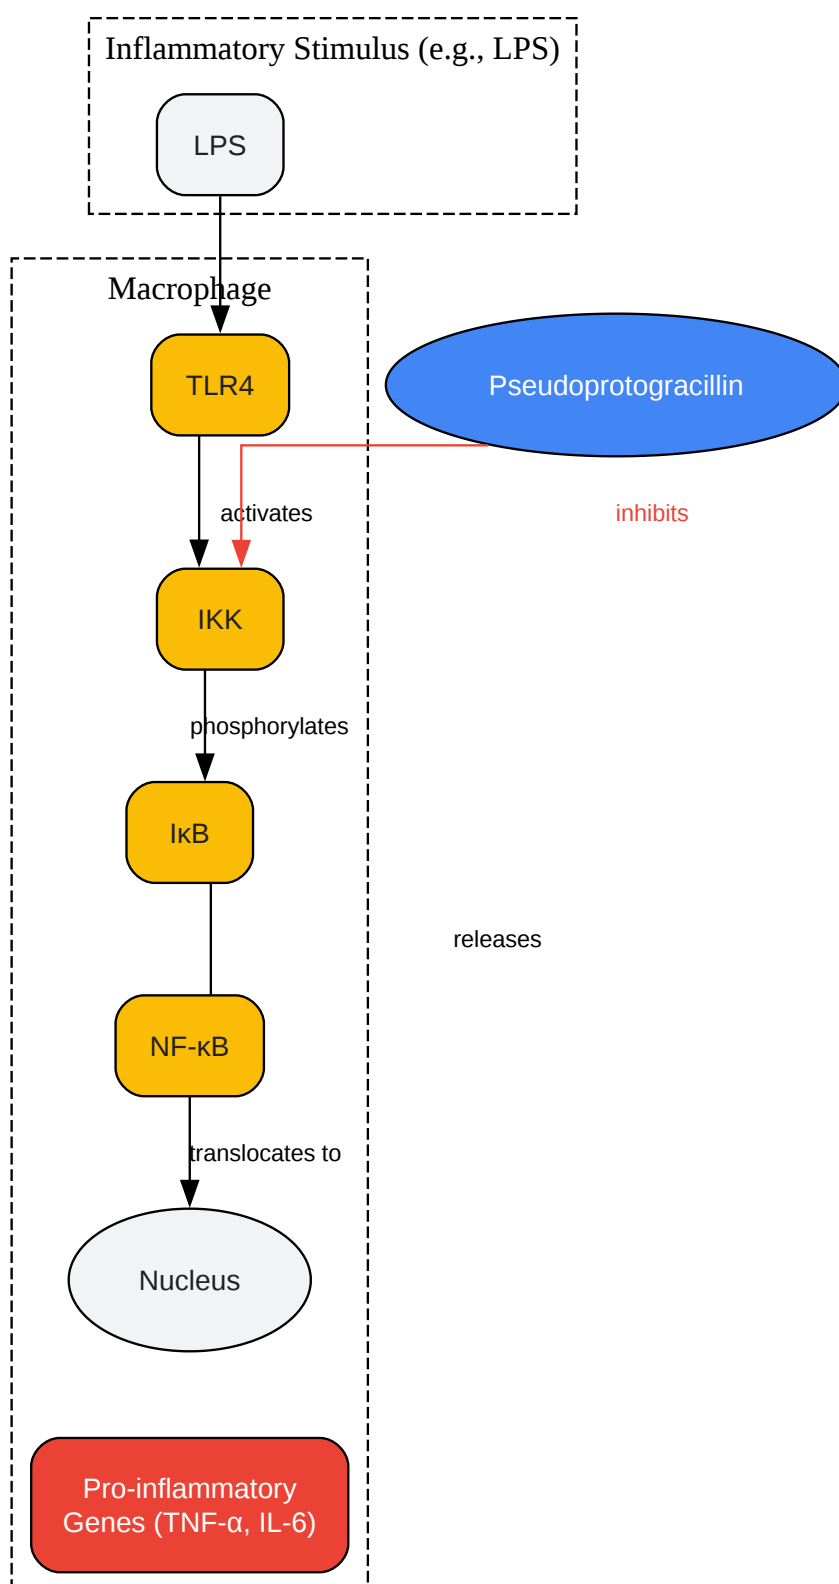 Inflammatory Stimulus (e.g., LPS)
LPS
Macrophage
TLR4
Pseudoprotogracillin
activates
inhibits
IKK
phosphorylates
IκB
releases
NF-κB
translocates to
Nucleus
Pro-inflammatory
Genes (TNF-α, IL-6)